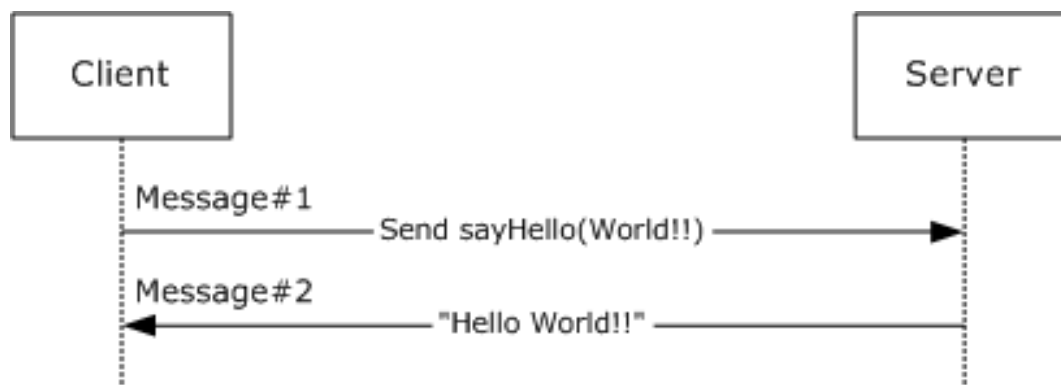 Client
Server
Message#1
Send sayHello(World!!)
Message#2
"Hello World!!"